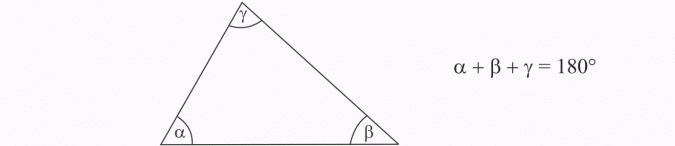 γ
α + β + γ = 180°
α
β